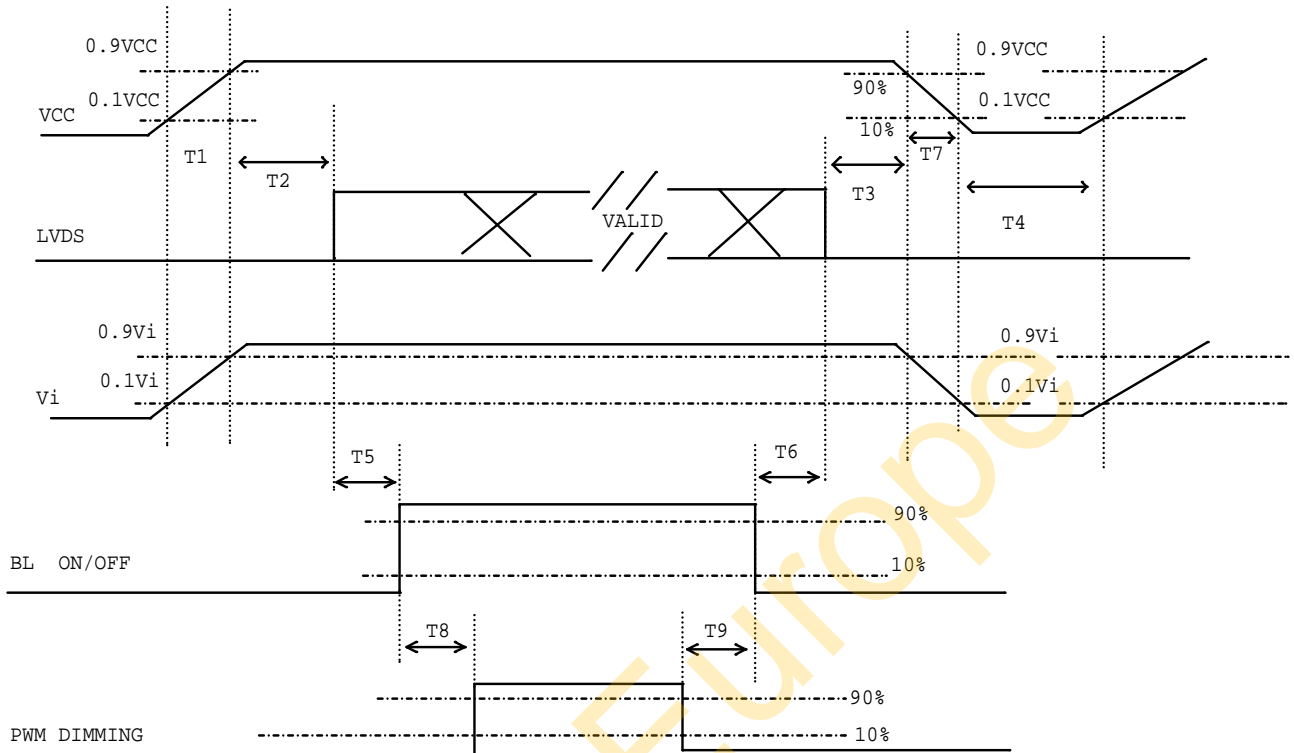 0.9VCC
0.9VCC
90%
0.1VCC
0.1VCC
VCC
10%
T1
T2
T3
T7
T4
VALID
LVDS
0.9Vi
0.9Vi
0.1Vi
0.1Vi
Vi
T5
T6
90%
BL ON/OFF
10%
T8
T9
90%
PWM DIMMING
10%
Europe